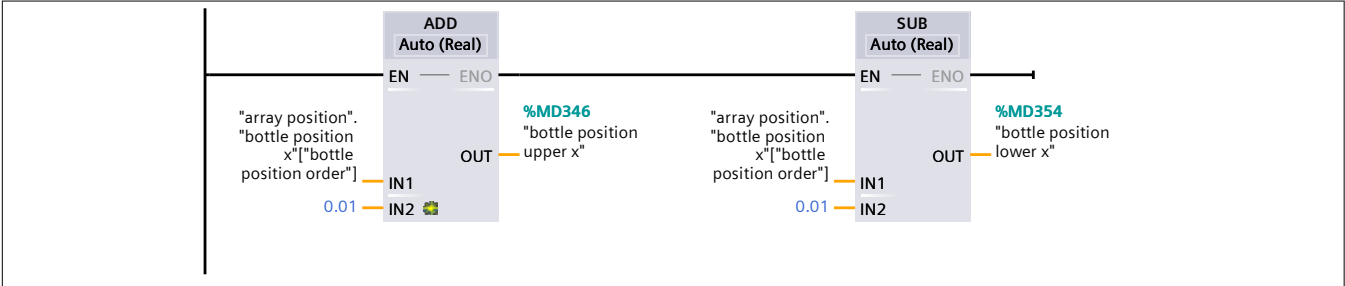 ADD
Auto (Real)
EN
ENO
"array position".
"bottle position
x"["bottle
position order"]
IN1
0.01
IN2
OUT
%MD346
"bottle position
upper x"
SUB
Auto (Real)
EN
ENO
"array position".
"bottle position
x"["bottle
position order"]
IN1
0.01
IN2
OUT
%MD354
"bottle position
lower x"